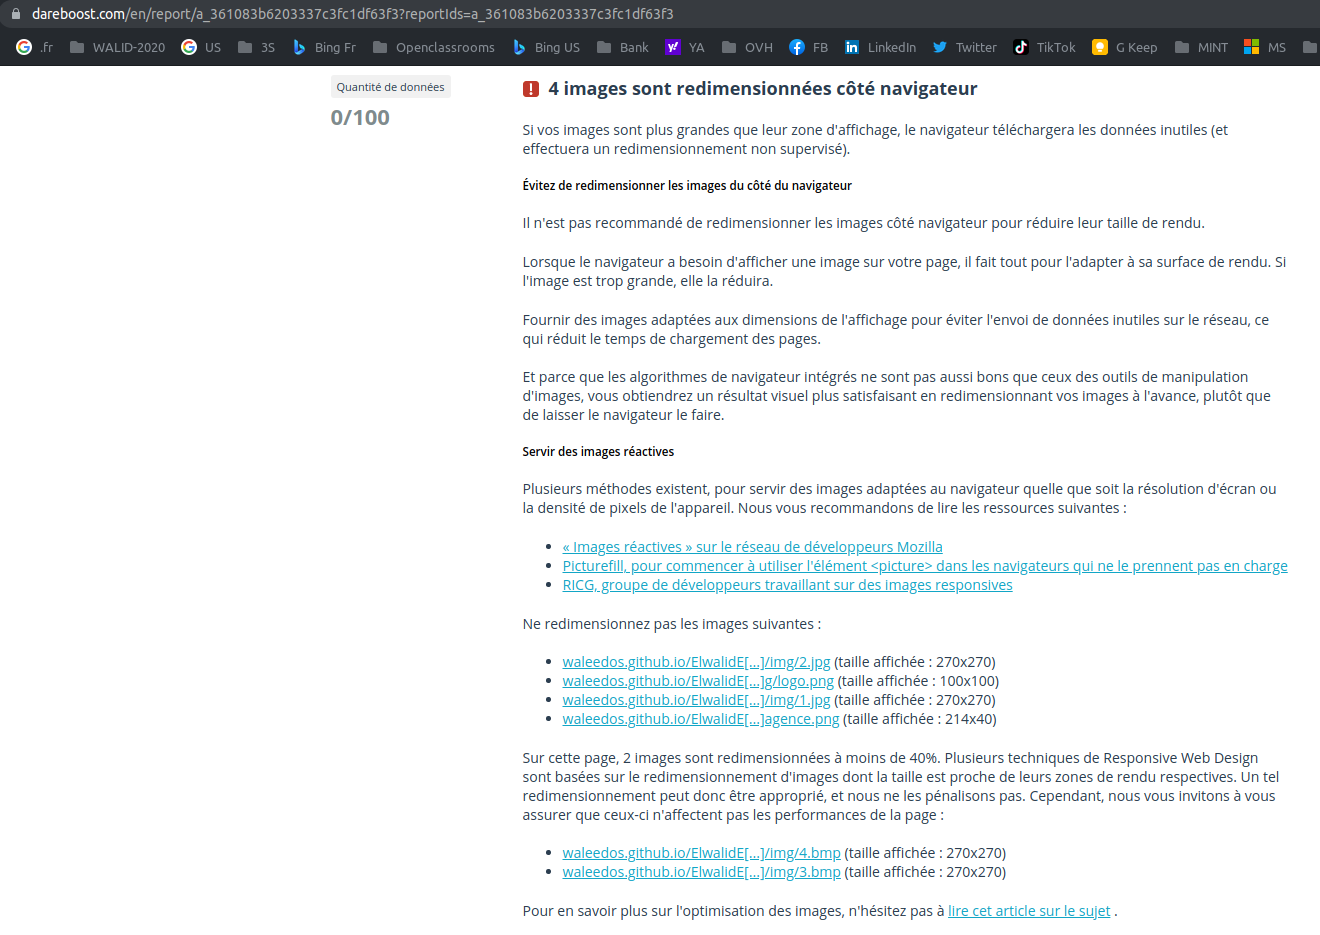 dareboost.com/en/report/a_361083b6203337c3fc1df63f3?reportIds=a_361083b6203337c3fc1df63f3
.fr WALID-2020 US 3S Bing Fr Openclassrooms Bing US Bank YA OVH FB LinkedIn Twitter TikTok G Keep MINT MS
Quantité de données
0/100
4 images sont redimensionnées côté navigateur
Si vos images sont plus grandes que leur zone d'affichage, le navigateur téléchargera les données inutiles (et
effectuera un redimensionnement non supervisé).
Évitez de redimensionner les images du côté du navigateur
Il n'est pas recommandé de redimensionner les images côté navigateur pour réduire leur taille de rendu.
Lorsque le navigateur a besoin d'afficher une image sur votre page, il fait tout pour l'adapter à sa surface de rendu. Si
l'image est trop grande, elle la réduira.
Fournir des images adaptées aux dimensions de l'affichage pour éviter l'envoi de données inutiles sur le réseau, ce
qui réduit le temps de chargement des pages.
Et parce que les algorithmes de navigateur intégrés ne sont pas aussi bons que ceux des outils de manipulation
d'images, vous obtiendrez un résultat visuel plus satisfaisant en redimensionnant vos images à l'avance, plutôt que
de laisser le navigateur le faire.
Servir des images réactives
Plusieurs méthodes existent, pour servir des images adaptées au navigateur quelle que soit la résolution d'écran ou
la densité de pixels de l'appareil. Nous vous recommandons de lire les ressources suivantes :
• « Images réactives » sur le réseau de développeurs Mozilla
• Picturefill, pour commencer à utiliser l'élément <picture> dans les navigateurs qui ne le prennent pas en charge
• RICG, groupe de développeurs travaillant sur des images responsives
Ne redimensionnez pas les images suivantes :
• waleedos.github.io/ElwalidE[...]/img/2.jpg (taille affichée : 270x270)
• waleedos.github.io/ElwalidE[...]g/logo.png (taille affichée : 100x100)
• waleedos.github.io/ElwalidE[...]/img/1.jpg (taille affichée : 270x270)
• waleedos.github.io/ElwalidE[...]agence.png (taille affichée : 214x40)
Sur cette page, 2 images sont redimensionnées à moins de 40%. Plusieurs techniques de Responsive Web Design
sont basées sur le redimensionnement d'images dont la taille est proche de leurs zones de rendu respectives. Un tel
redimensionnement peut donc être approprié, et nous ne les pénalisons pas. Cependant, nous vous invitons à vous
assurer que ceux-ci n'affectent pas les performances de la page :
• waleedos.github.io/ElwalidE[...]/img/4.bmp (taille affichée : 270x270)
• waleedos.github.io/ElwalidE[...]/img/3.bmp (taille affichée : 270x270)
Pour en savoir plus sur l'optimisation des images, n'hésitez pas à lire cet article sur le sujet .